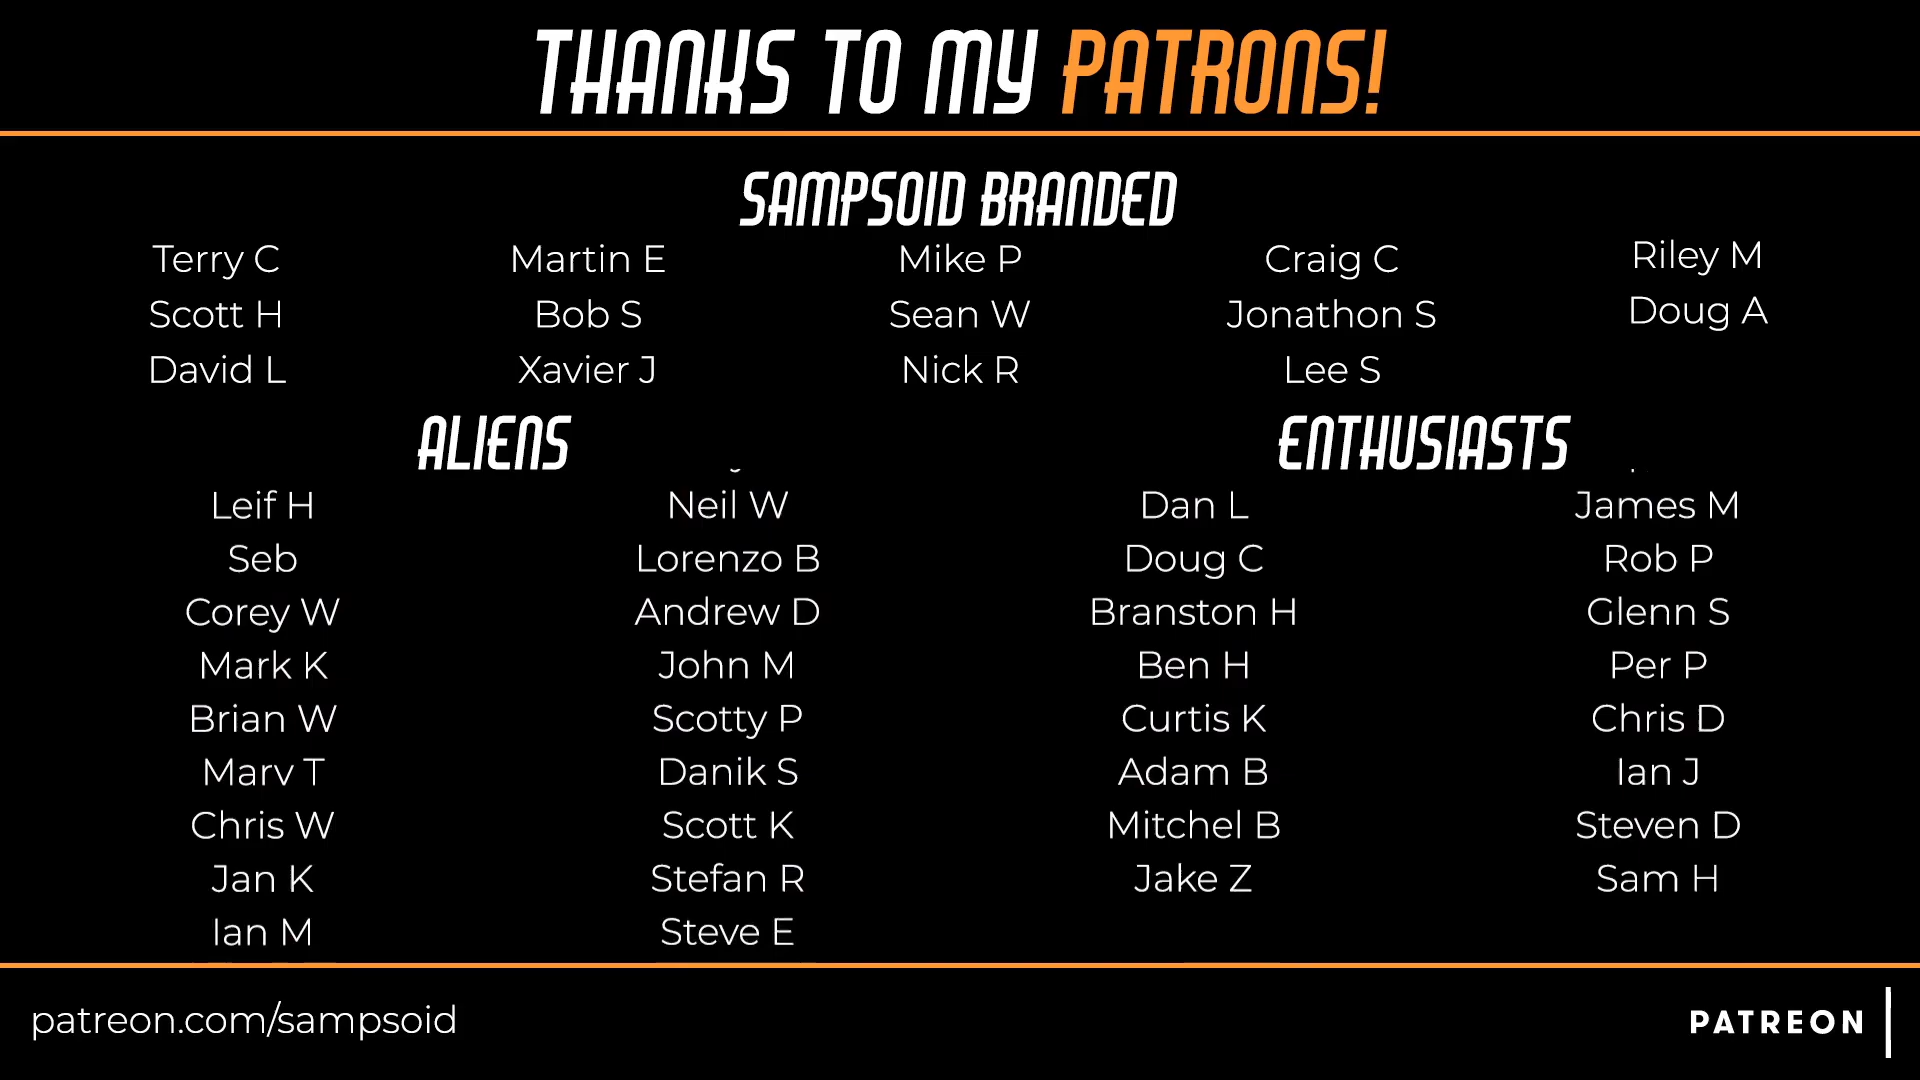 THANKS TO MY PATRONS!
SAMPSOID BRANDED
Terry C Martin E Mike P Craig C Riley M
Scott H Bob S Sean W Jonathon S Doug A
David L Xavier J Nick R Lee S
ALIENS ENTHUSIASTS
Leif H Neil W Dan L James M
Seb Lorenzo B Doug C Rob P
Corey W Andrew D Branston H Glenn S
Mark K John M Ben H Per P
Brian W Scotty P Curtis K Chris D
Marv T Danik S Adam B Ian J
Chris W Scott K Mitchel B Steven D
Jan K Stefan R Jake Z Sam H
Ian M Steve E
patreon.com/sampsoid PATREON